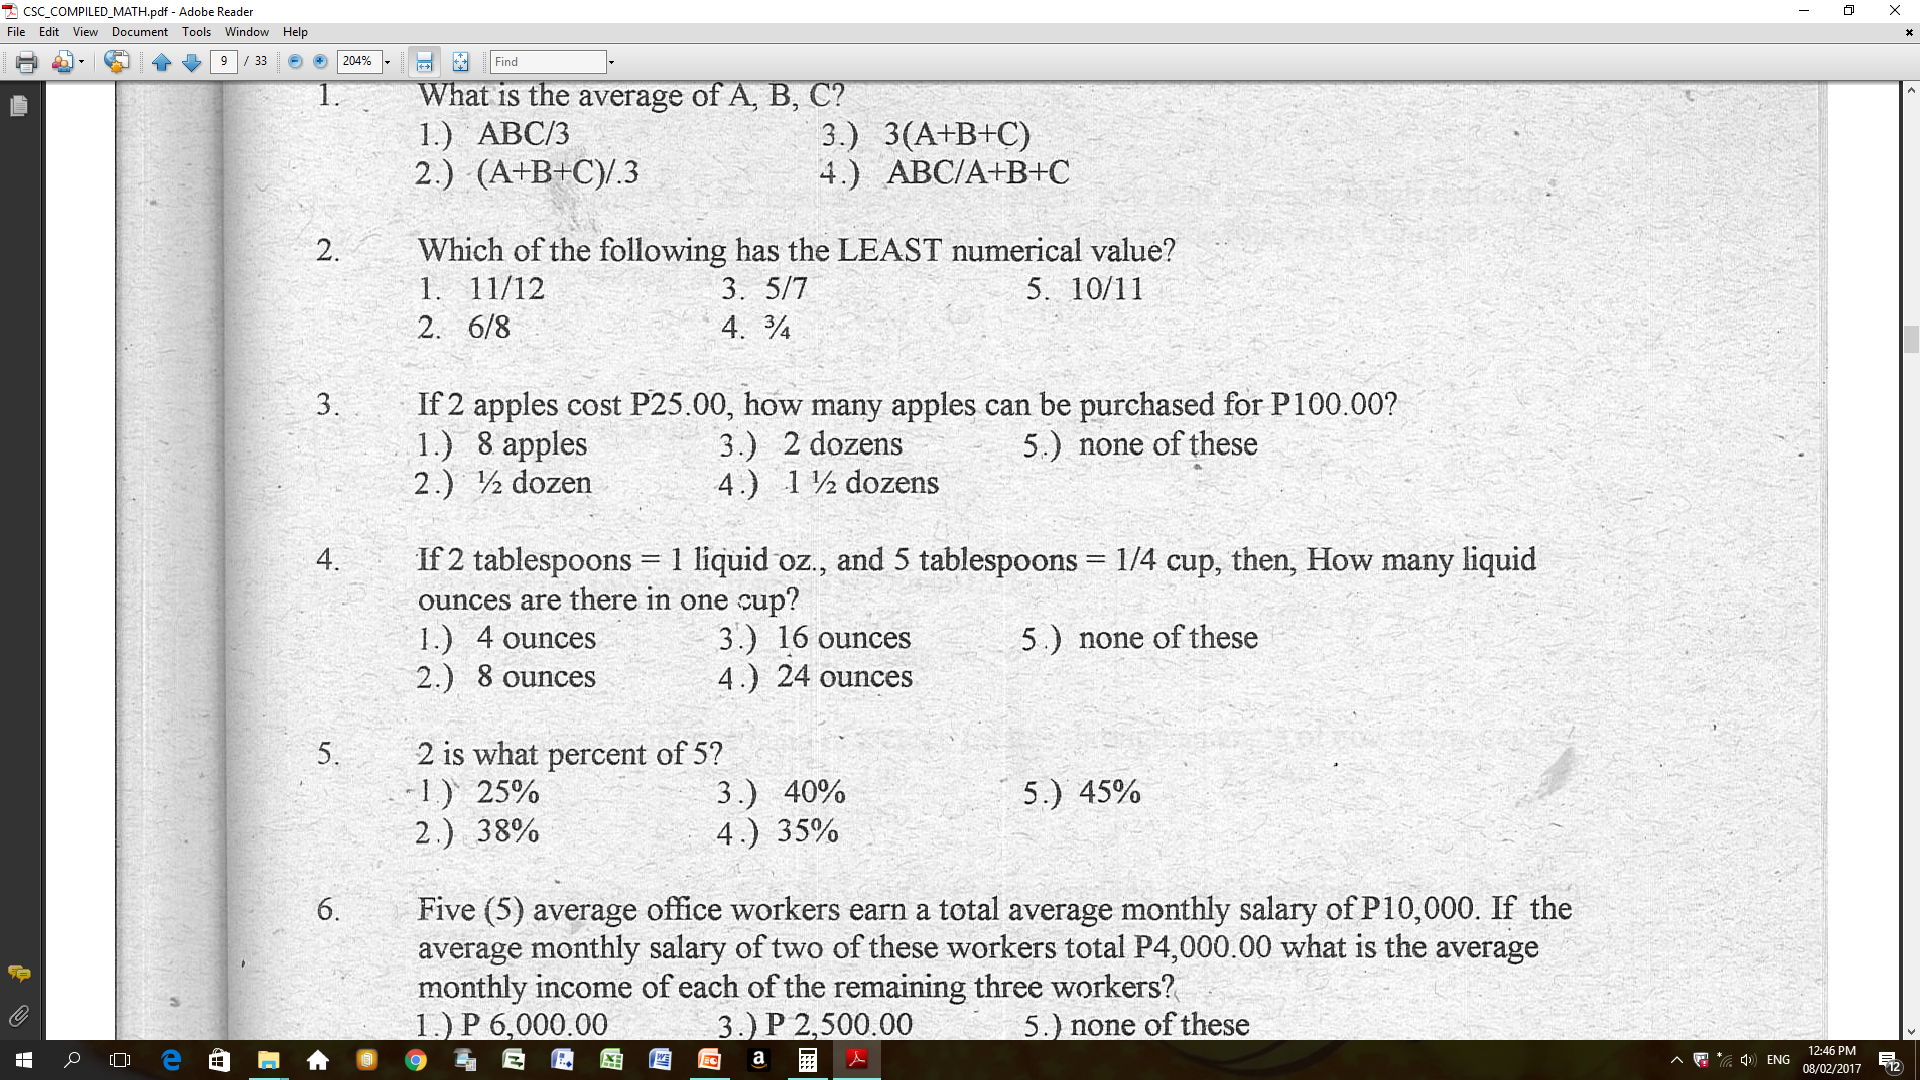 CSC_COMPILED_MATH.pdf - Adobe Reader
File Edit View Document Tools Window Help
9 / 33 204% Find
1. What is the average of A, B, C?
1.) ABC/3 3.) 3(A+B+C)
2.) (A+B+C)/.3 4.) ABC/A+B+C
2. Which of the following has the LEAST numerical value?
1. 11/12 3. 5/7 5. 10/11
2. 6/8 4. ¾
3. If 2 apples cost P25.00, how many apples can be purchased for P100.00?
1.) 8 apples 3.) 2 dozens 5.) none of these
2.) ½ dozen 4.) 1 ½ dozens
4. If 2 tablespoons = 1 liquid oz., and 5 tablespoons = 1/4 cup, then, How many liquid
ounces are there in one cup?
1.) 4 ounces 3.) 16 ounces 5.) none of these
2.) 8 ounces 4.) 24 ounces
5. 2 is what percent of 5?
1.) 25% 3.) 40% 5.) 45%
2.) 38% 4.) 35%
6. Five (5) average office workers earn a total average monthly salary of P10,000. If the
average monthly salary of two of these workers total P4,000.00 what is the average
monthly income of each of the remaining three workers?
1.) P 6,000.00 3.) P 2,500.00 5.) none of these
ENG 12:46 PM
08/02/2017
12